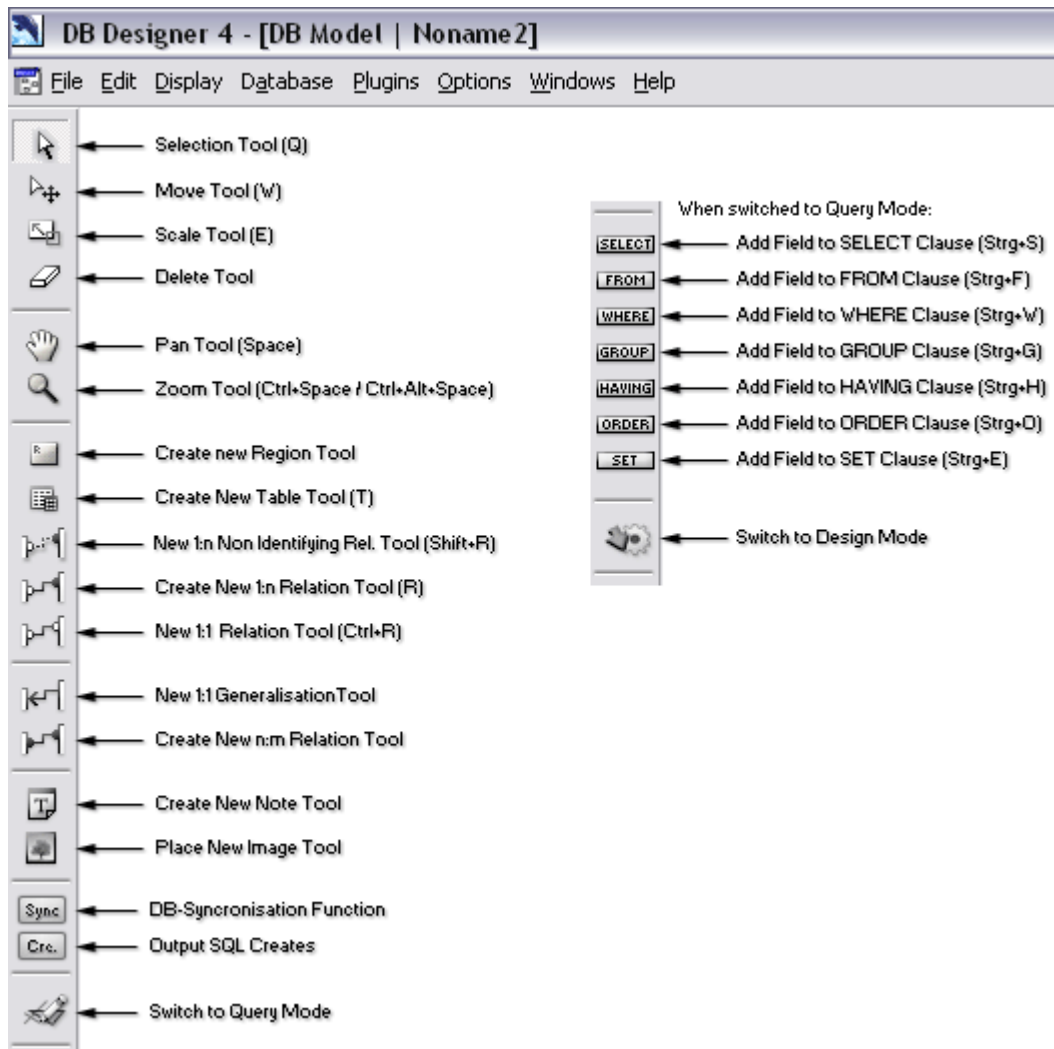 DB Designer 4 - [DB Model | Noname2]
File Edit Display Database Plugins Options Windows Help
Selection Tool (Q)
Move Tool (W)
Scale Tool (E)
Delete Tool
Pan Tool (Space)
Zoom Tool (Ctrl+Space / Ctrl+Alt+Space)
R
Create new Region Tool
Create New Table Tool (T)
New 1:n Non Identifying Rel. Tool (Shift+R)
Create New 1:n Relation Tool (R)
New 1:1 Relation Tool (Ctrl+R)
New 1:1 GeneralisationTool
Create New n:m Relation Tool
T
Create New Note Tool
Place New Image Tool
Sync DB-Syncronisation Function
Cre. Output SQL Creates
Switch to Query Mode
When switched to Query Mode:
SELECT Add Field to SELECT Clause (Strg+S)
FROM Add Field to FROM Clause (Strg+F)
WHERE Add Field to WHERE Clause (Strg+W)
GROUP Add Field to GROUP Clause (Strg+G)
HAVING Add Field to HAVING Clause (Strg+H)
ORDER Add Field to ORDER Clause (Strg+O)
SET Add Field to SET Clause (Strg+E)
Switch to Design Mode